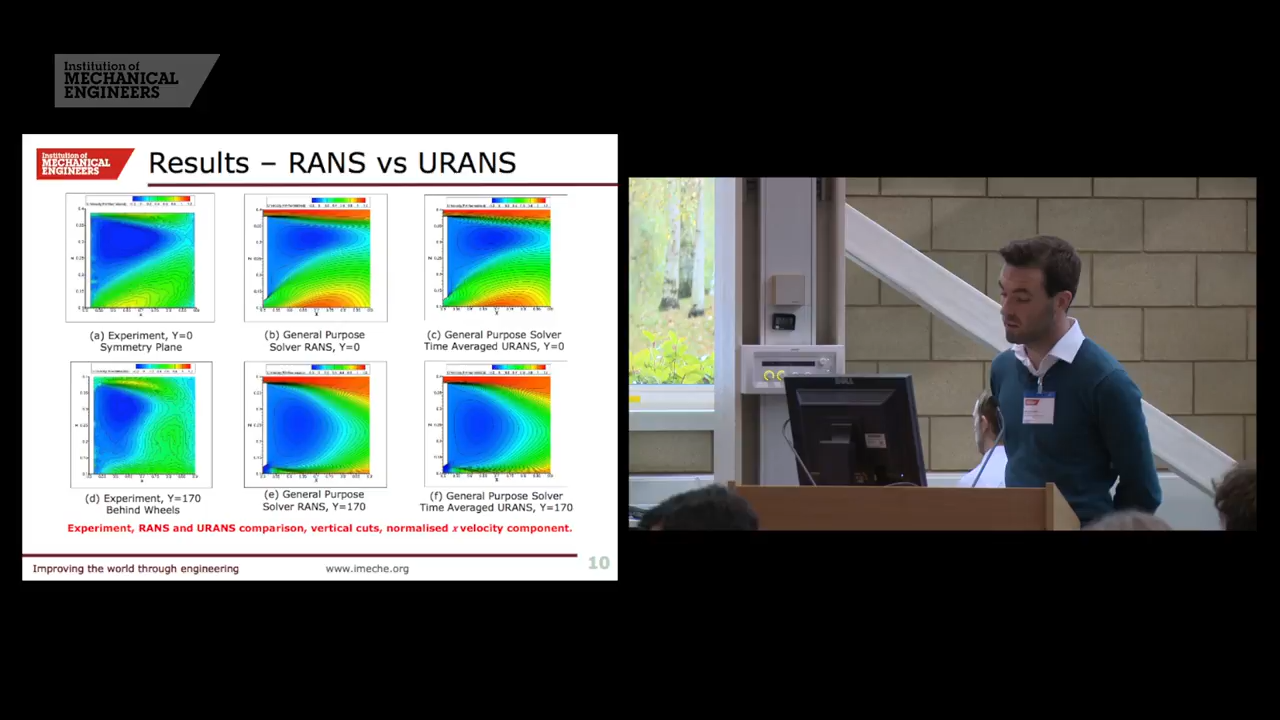 Institution of
MECHANICAL
ENGINEERS
Institution of
MECHANICAL
ENGINEERS
Results – RANS vs URANS
(a) Experiment, Y=0
Symmetry Plane
(b) General Purpose
Solver RANS, Y=0
(c) General Purpose Solver
Time Averaged URANS, Y=0
(d) Experiment, Y=170
Behind Wheels
(e) General Purpose
Solver RANS, Y=170
(f) General Purpose Solver
Time Averaged URANS, Y=170
Experiment, RANS and URANS comparison, vertical cuts, normalised x velocity component.
Improving the world through engineering
www.imeche.org
10
DELL